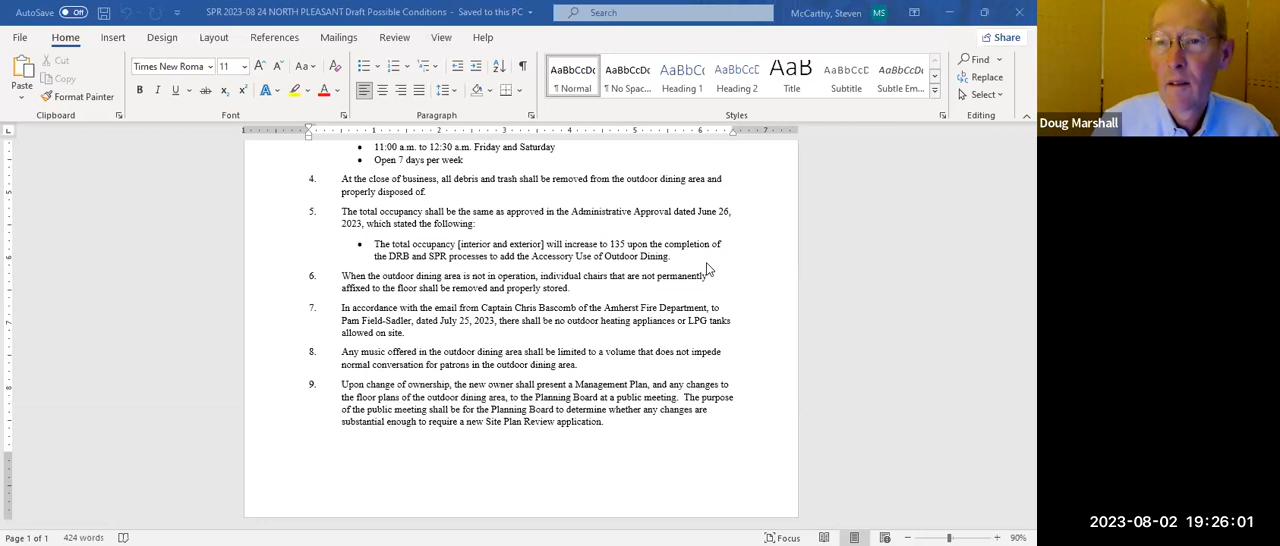 AutoSave Off SPR 2023-08 24 NORTH PLEASANT Draft Possible Conditions - Saved to this PC Search McCarthy, Steven MS
File Home Insert Design Layout References Mailings Review View Help Share
Paste Cut Copy Format Painter
Times New Roma 11 A A Aa A
B I U ab x₂ x² A A
AaBbCcDc AaBbCcDc AaBbCc AaBbCcD AaB AaBbCcD AaBbCcDc
¶ Normal ¶ No Spac... Heading 1 Heading 2 Title Subtitle Subtle Em...
Find Replace Select
Clipboard Font Paragraph Styles Editing
1 1 2 3 4 5 6 7
• 11:00 a.m. to 12:30 a.m. Friday and Saturday
• Open 7 days per week
4. At the close of business, all debris and trash shall be removed from the outdoor dining area and
properly disposed of.
5. The total occupancy shall be the same as approved in the Administrative Approval dated June 26,
2023, which stated the following:
• The total occupancy [interior and exterior] will increase to 135 upon the completion of
the DRB and SPR processes to add the Accessory Use of Outdoor Dining.
6. When the outdoor dining area is not in operation, individual chairs that are not permanently
affixed to the floor shall be removed and properly stored.
7. In accordance with the email from Captain Chris Bascomb of the Amherst Fire Department, to
Pam Field-Sadler, dated July 25, 2023, there shall be no outdoor heating appliances or LPG tanks
allowed on site.
8. Any music offered in the outdoor dining area shall be limited to a volume that does not impede
normal conversation for patrons in the outdoor dining area.
9. Upon change of ownership, the new owner shall present a Management Plan, and any changes to
the floor plans of the outdoor dining area, to the Planning Board at a public meeting. The purpose
of the public meeting shall be for the Planning Board to determine whether any changes are
substantial enough to require a new Site Plan Review application.
Page 1 of 1 424 words Focus 90%
Doug Marshall
2023-08-02 19:26:01